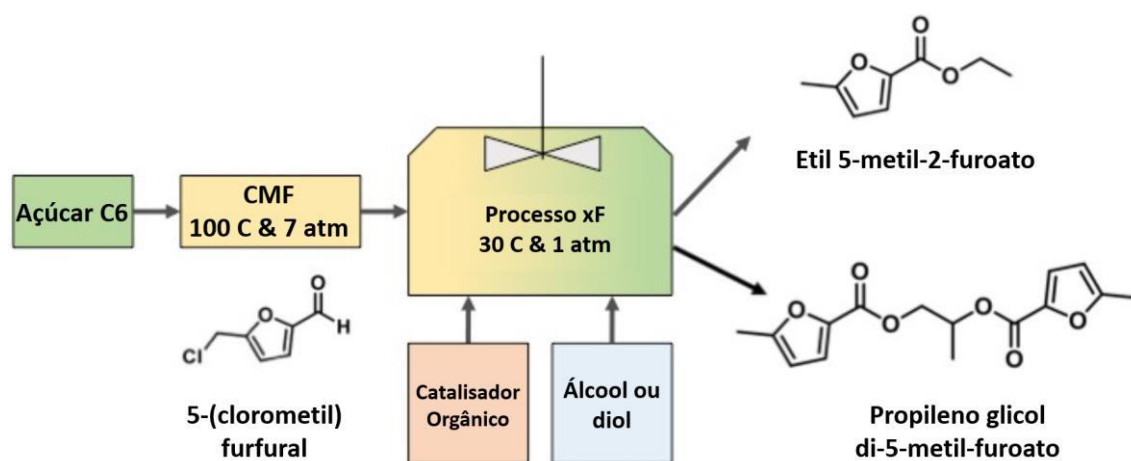 Açúcar C6
CMF
100 C & 7 atm
O
O
H
Cl
5-(clorometil)
furfural
Processo xF
30 C & 1 atm
Catalisador
Orgânico
Álcool ou
diol
O
O
O
Etil 5-metil-2-furoato
O
O
O
O
O
O
Propileno glicol
di-5-metil-furoato